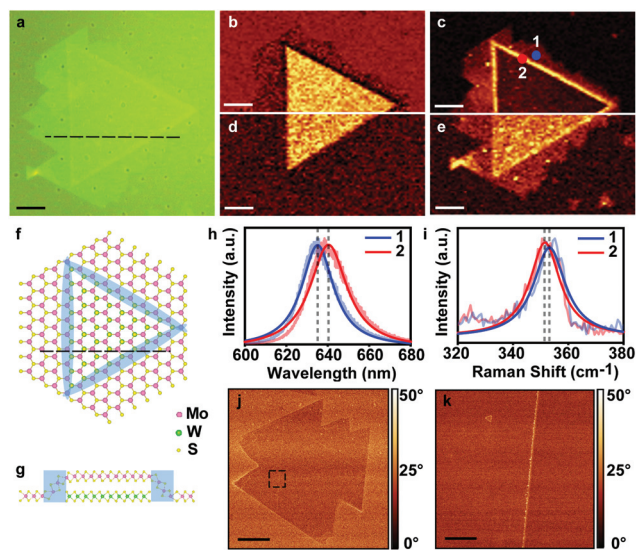 a
b
c
1
2
d
e
f
Mo
W
S
g
h
1
2
Intensity (a.u.)
600 620 640 660 680
Wavelength (nm)
i
1
2
Intensity (a.u.)
320 340 360 380
Raman Shift (cm-1)
j
50°
25°
0°
k
50°
25°
0°